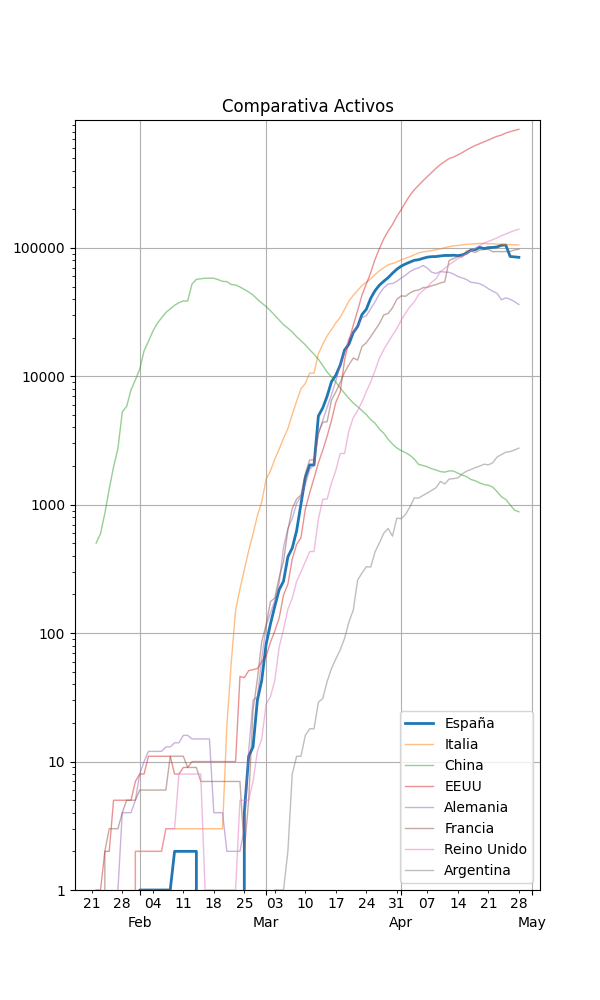 Comparativa Activos
100000
10000
1000
100
10
1
España
Italia
China
EEUU
Alemania
Francia
Reino Unido
Argentina
21 28 04 11 18 25 03 10 17 24 31 07 14 21 28
Feb Mar Apr May